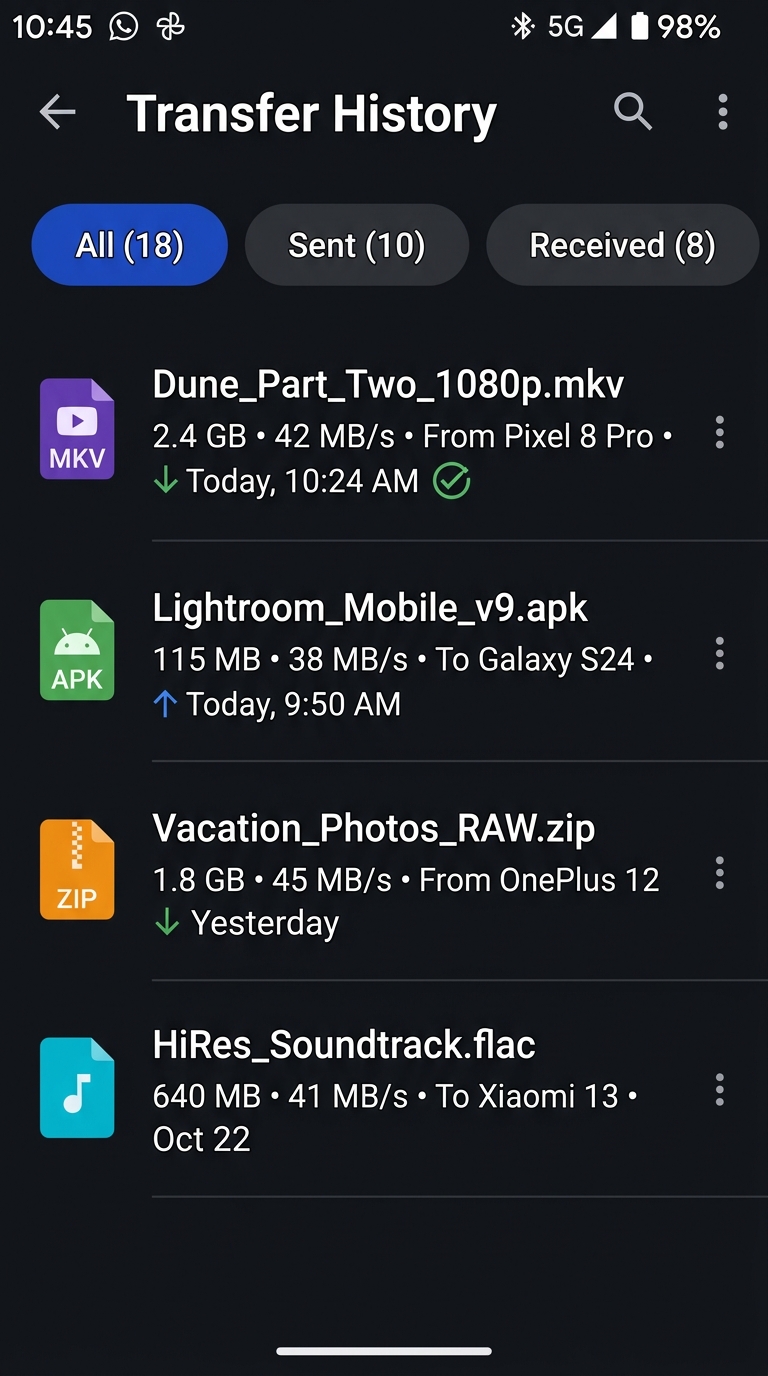 10:45 5G 98%
Transfer History
All (18) Sent (10) Received (8)
Dune_Part_Two_1080p.mkv
MKV
2.4 GB • 42 MB/s • From Pixel 8 Pro •
↓ Today, 10:24 AM
Lightroom_Mobile_v9.apk
APK
115 MB • 38 MB/s • To Galaxy S24 •
↑ Today, 9:50 AM
Vacation_Photos_RAW.zip
ZIP
1.8 GB • 45 MB/s • From OnePlus 12
↓ Yesterday
HiRes_Soundtrack.flac
640 MB • 41 MB/s • To Xiaomi 13 •
Oct 22